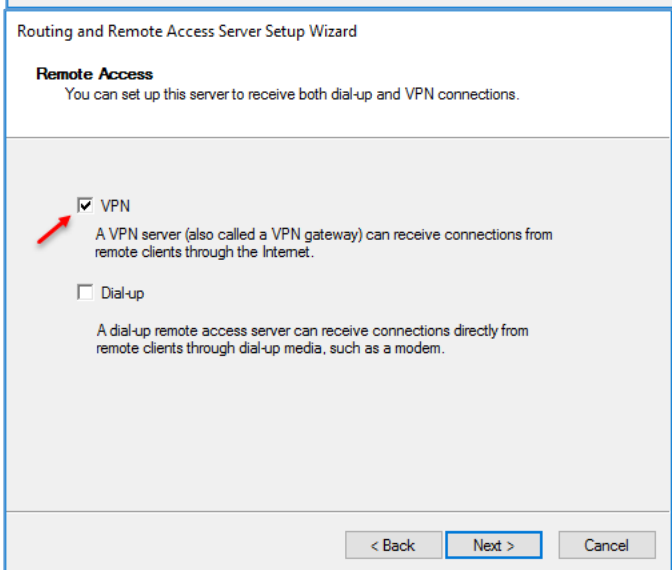 Routing and Remote Access Server Setup Wizard
Remote Access
You can set up this server to receive both dial-up and VPN connections.
VPN
A VPN server (also called a VPN gateway) can receive connections from
remote clients through the Internet.
Dial-up
A dial-up remote access server can receive connections directly from
remote clients through dial-up media, such as a modem.
< Back Next > Cancel